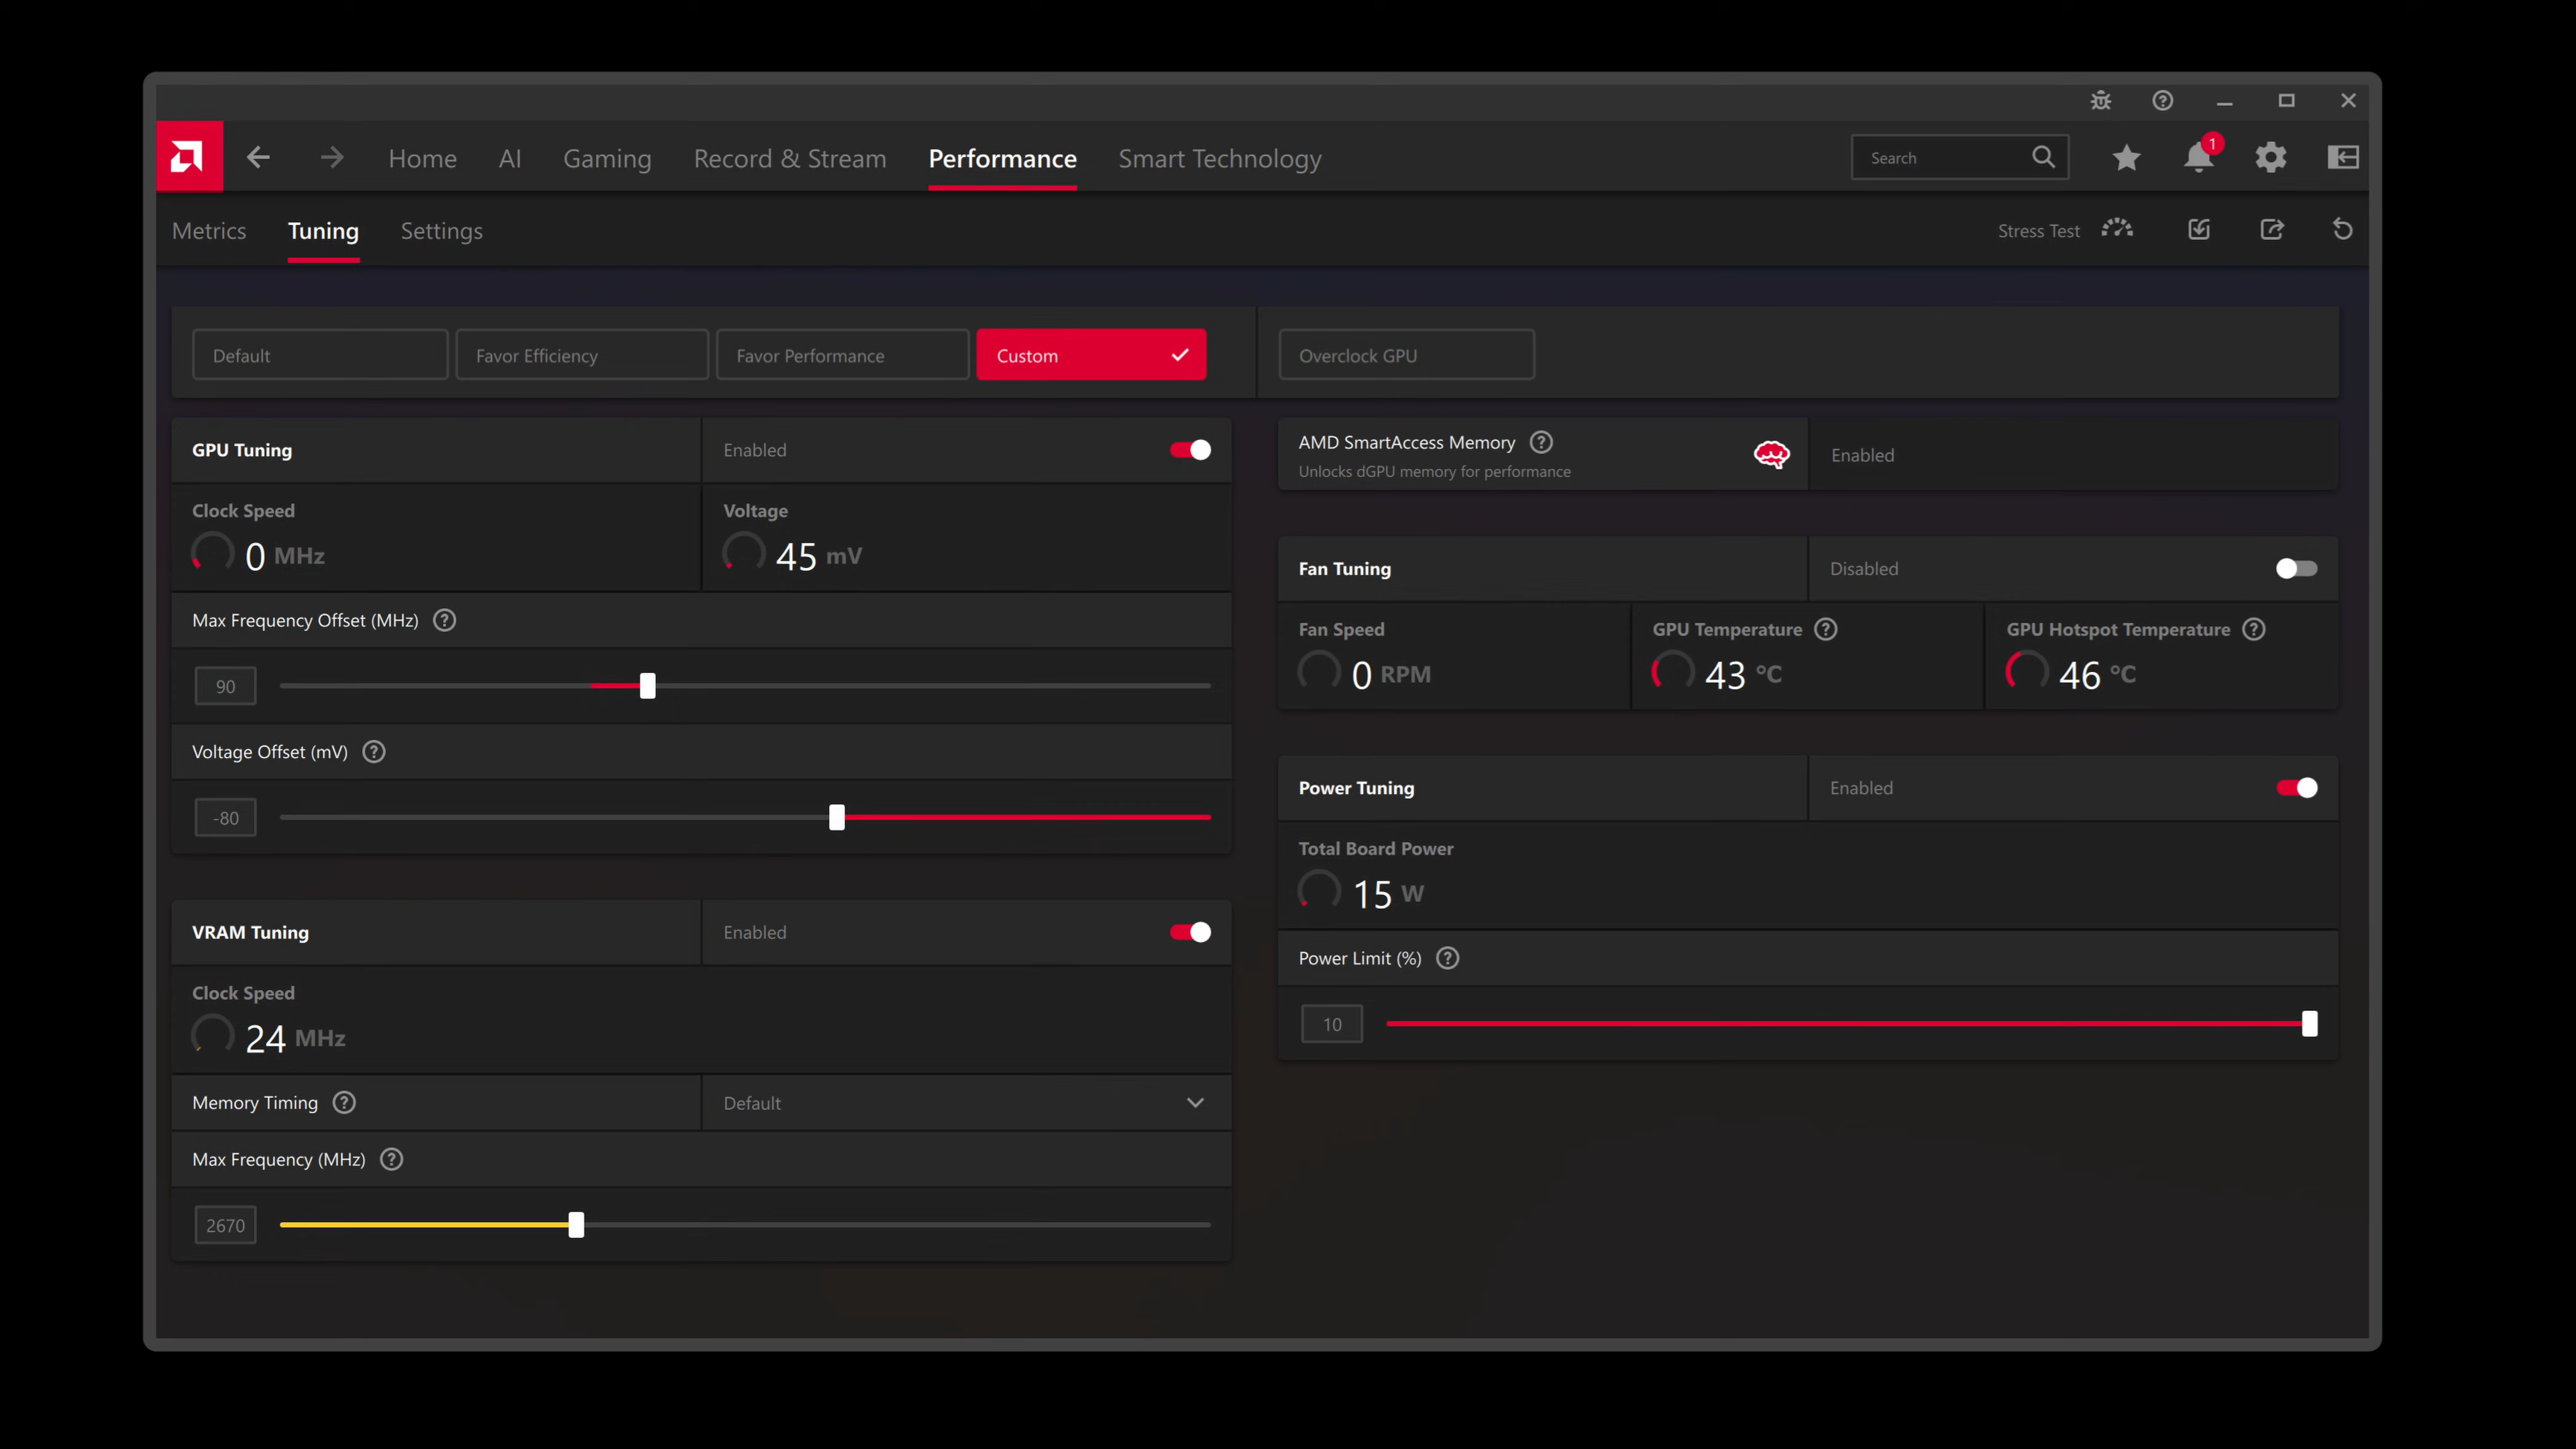 1
Home
AI
Gaming
Record & Stream
Performance
Smart Technology
Search
Metrics
Tuning
Settings
Stress Test
Default
Favor Efficiency
Favor Performance
Custom
Overclock GPU
GPU Tuning
Enabled
Clock Speed
0 MHz
Voltage
45 mV
Max Frequency Offset (MHz)
90
Voltage Offset (mV)
-80
VRAM Tuning
Enabled
Clock Speed
24 MHz
Memory Timing
Default
Max Frequency (MHz)
2670
AMD SmartAccess Memory
Unlocks dGPU memory for performance
Enabled
Fan Tuning
Disabled
Fan Speed
0 RPM
GPU Temperature
43 °C
GPU Hotspot Temperature
46 °C
Power Tuning
Enabled
Total Board Power
15 W
Power Limit (%)
10